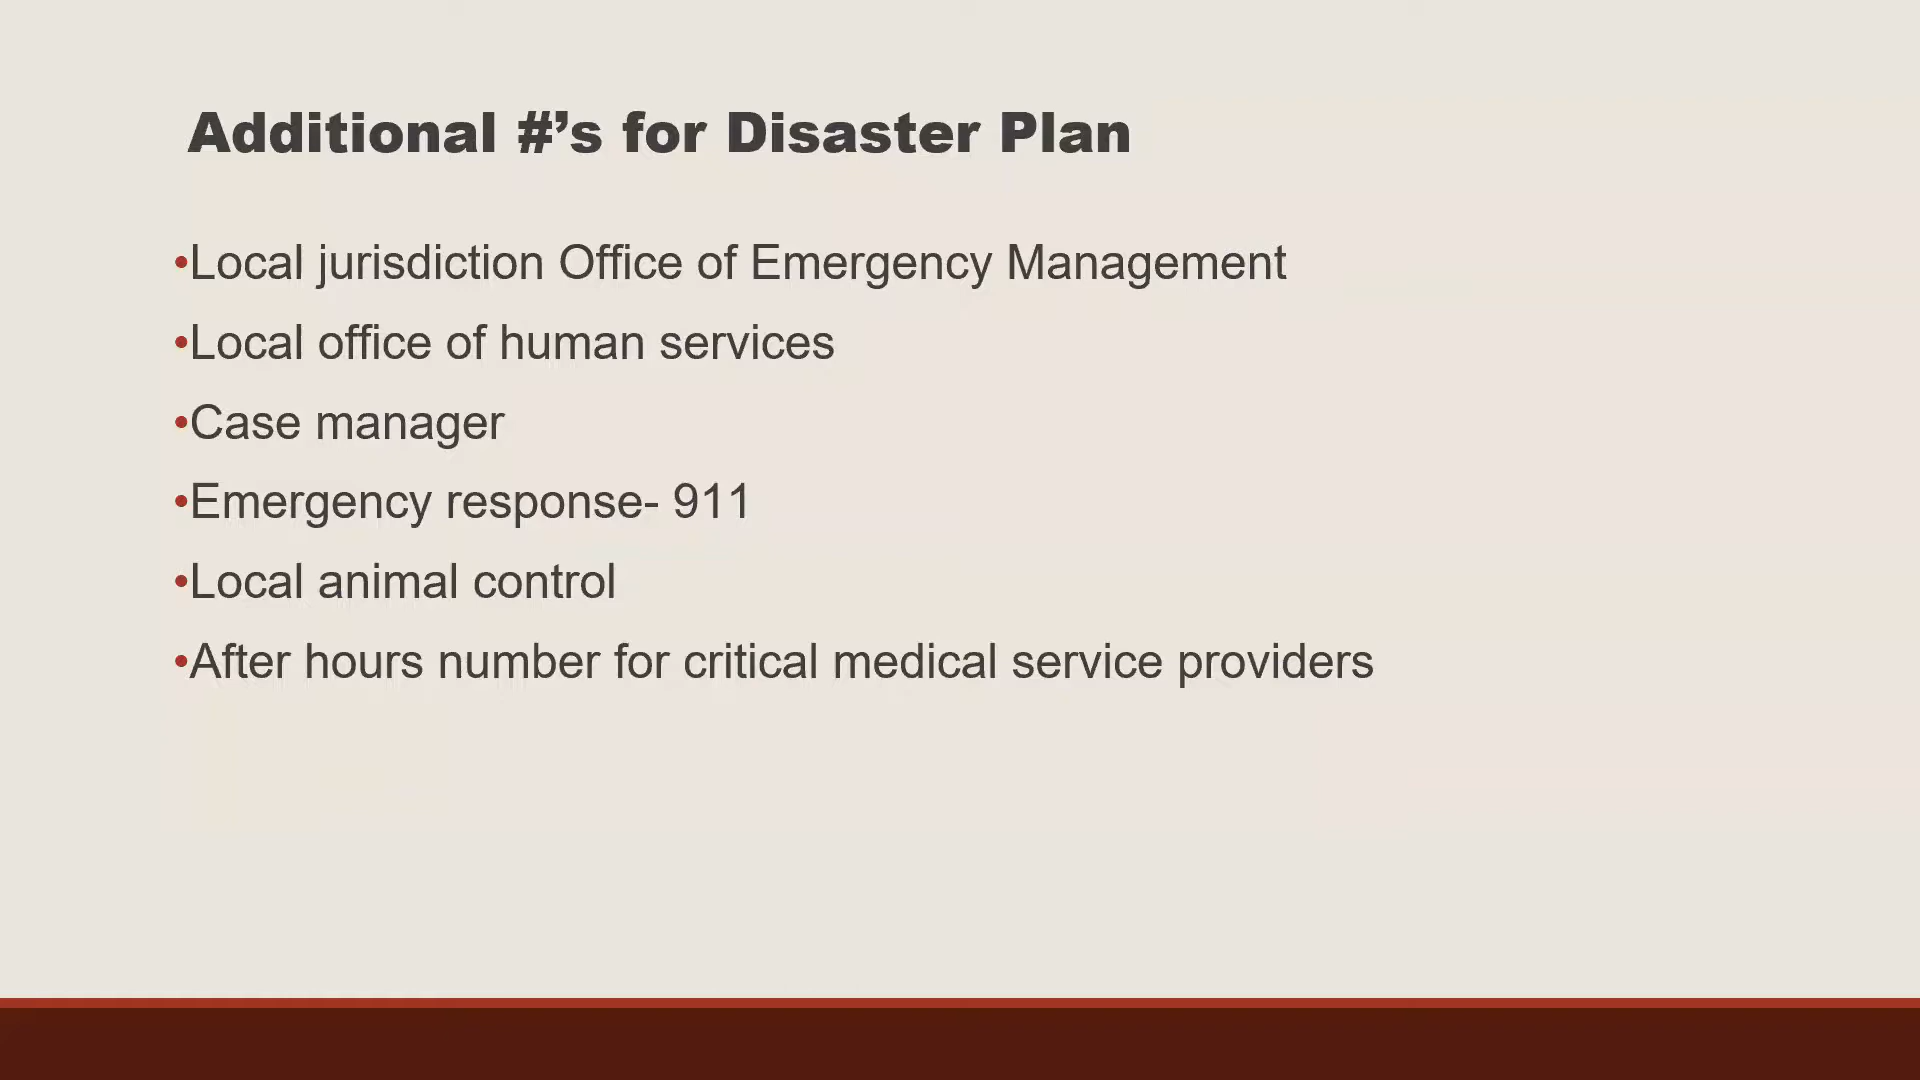 Additional #’s for Disaster Plan
•Local jurisdiction Office of Emergency Management
•Local office of human services
•Case manager
•Emergency response- 911
•Local animal control
•After hours number for critical medical service providers